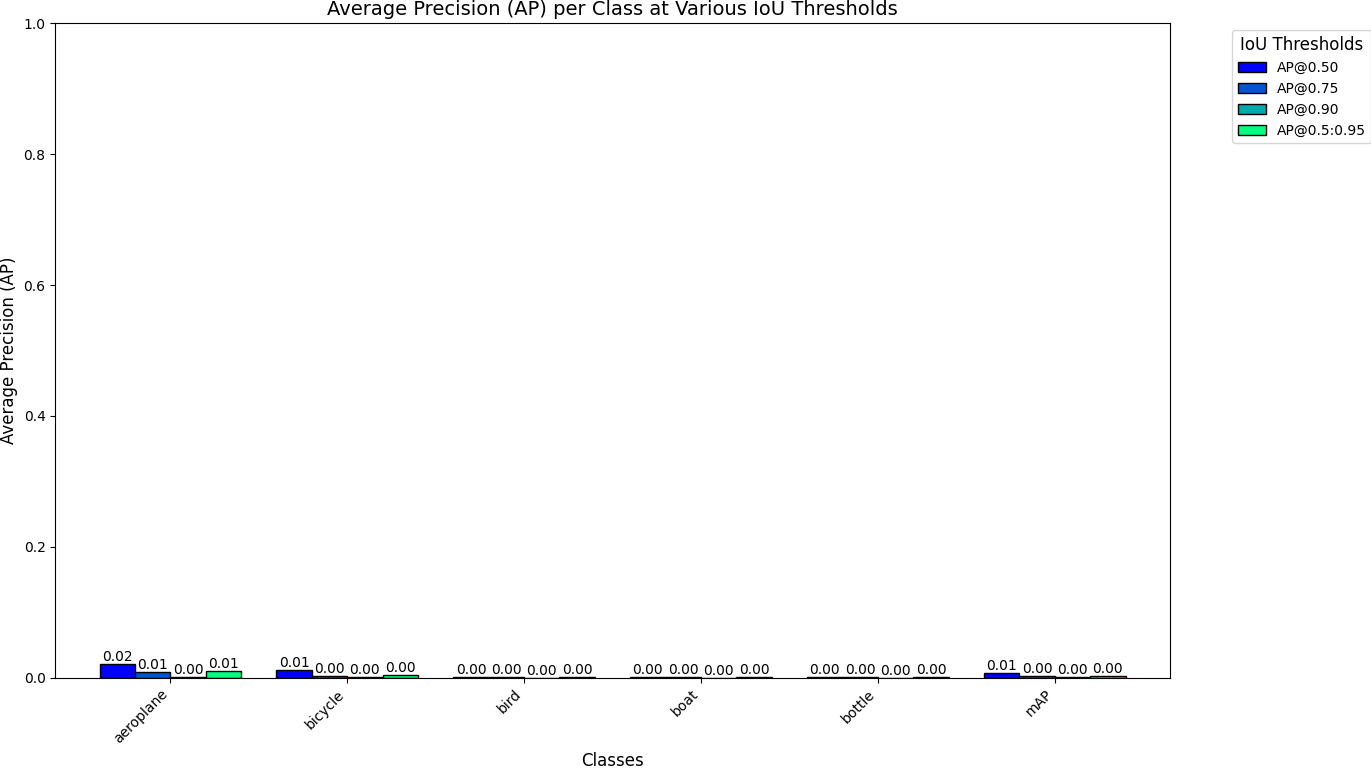 Average Precision (AP) per Class at Various IoU Thresholds
IoU Thresholds
AP@0.50
AP@0.75
AP@0.90
AP@0.5:0.95
Average Precision (AP)
1.0
0.8
0.6
0.4
0.2
0.0
0.02 0.01 0.00 0.01 0.01 0.00 0.00 0.00 0.00 0.00 0.00 0.00 0.00 0.00 0.00 0.00 0.00 0.00 0.00 0.00 0.01 0.00 0.00 0.00
aeroplane bicycle bird boat bottle mAP
Classes